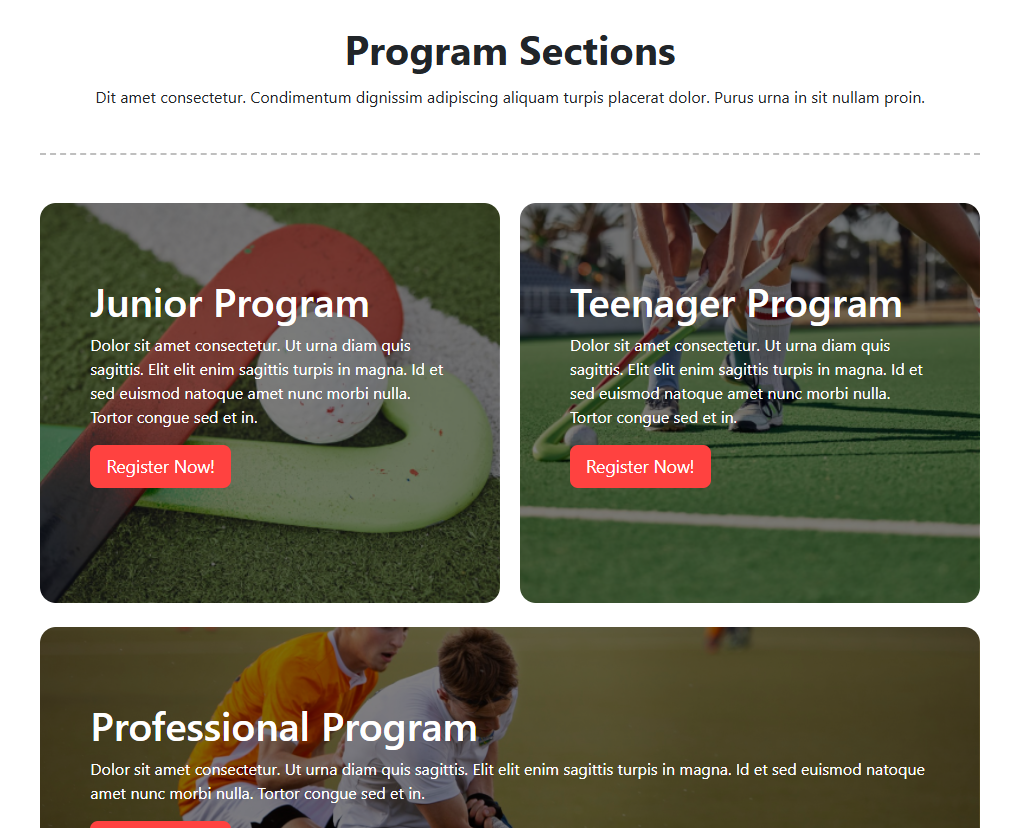 Program Sections
Dit amet consectetur. Condimentum dignissim adipiscing aliquam turpis placerat dolor. Purus urna in sit nullam proin.
Junior Program
Dolor sit amet consectetur. Ut urna diam quis
sagittis. Elit elit enim sagittis turpis in magna. Id et
sed euismod natoque amet nunc morbi nulla.
Tortor congue sed et in.
Register Now!
Teenager Program
Dolor sit amet consectetur. Ut urna diam quis
sagittis. Elit elit enim sagittis turpis in magna. Id et
sed euismod natoque amet nunc morbi nulla.
Tortor congue sed et in.
Register Now!
Professional Program
Dolor sit amet consectetur. Ut urna diam quis sagittis. Elit elit enim sagittis turpis in magna. Id et sed euismod natoque
amet nunc morbi nulla. Tortor congue sed et in.